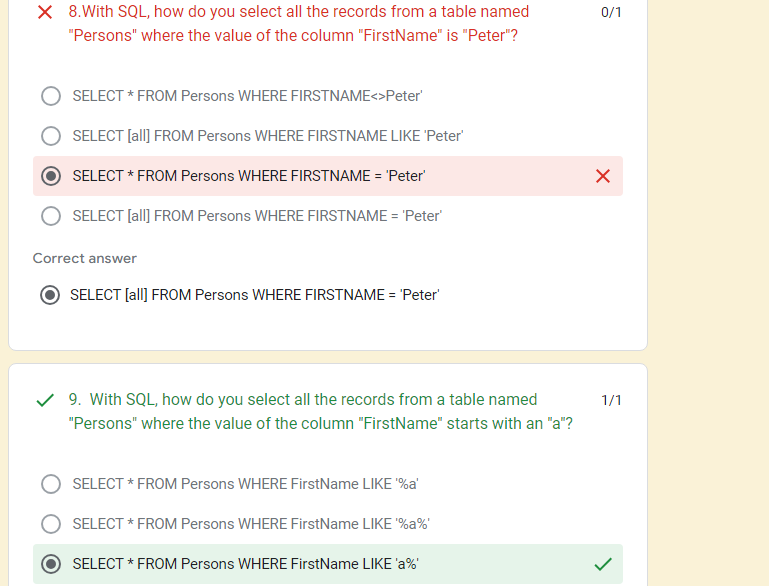 8.With SQL, how do you select all the records from a table named 0/1
"Persons" where the value of the column "FirstName" is "Peter"?
SELECT * FROM Persons WHERE FIRSTNAME<>Peter'
SELECT [all] FROM Persons WHERE FIRSTNAME LIKE 'Peter'
SELECT * FROM Persons WHERE FIRSTNAME = 'Peter'
SELECT [all] FROM Persons WHERE FIRSTNAME = 'Peter'
Correct answer
SELECT [all] FROM Persons WHERE FIRSTNAME = 'Peter'
9. With SQL, how do you select all the records from a table named 1/1
"Persons" where the value of the column "FirstName" starts with an "a"?
SELECT * FROM Persons WHERE FirstName LIKE '%a'
SELECT * FROM Persons WHERE FirstName LIKE '%a%'
SELECT * FROM Persons WHERE FirstName LIKE 'a%'